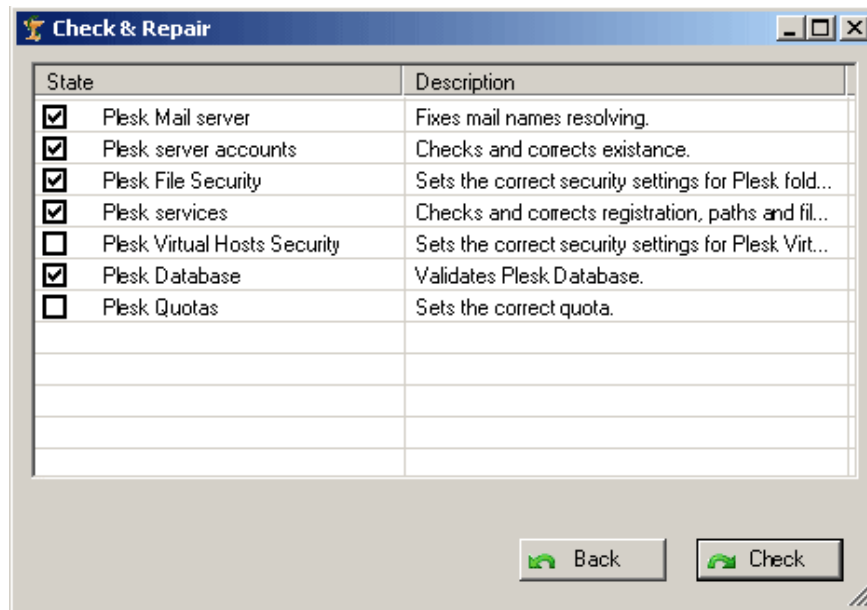 Check & Repair
State Description
Plesk Mail server Fixes mail names resolving.
Plesk server accounts Checks and corrects existance.
Plesk File Security Sets the correct security settings for Plesk fold...
Plesk services Checks and corrects registration, paths and fil...
Plesk Virtual Hosts Security Sets the correct security settings for Plesk Virt...
Plesk Database Validates Plesk Database.
Plesk Quotas Sets the correct quota.
Back Check